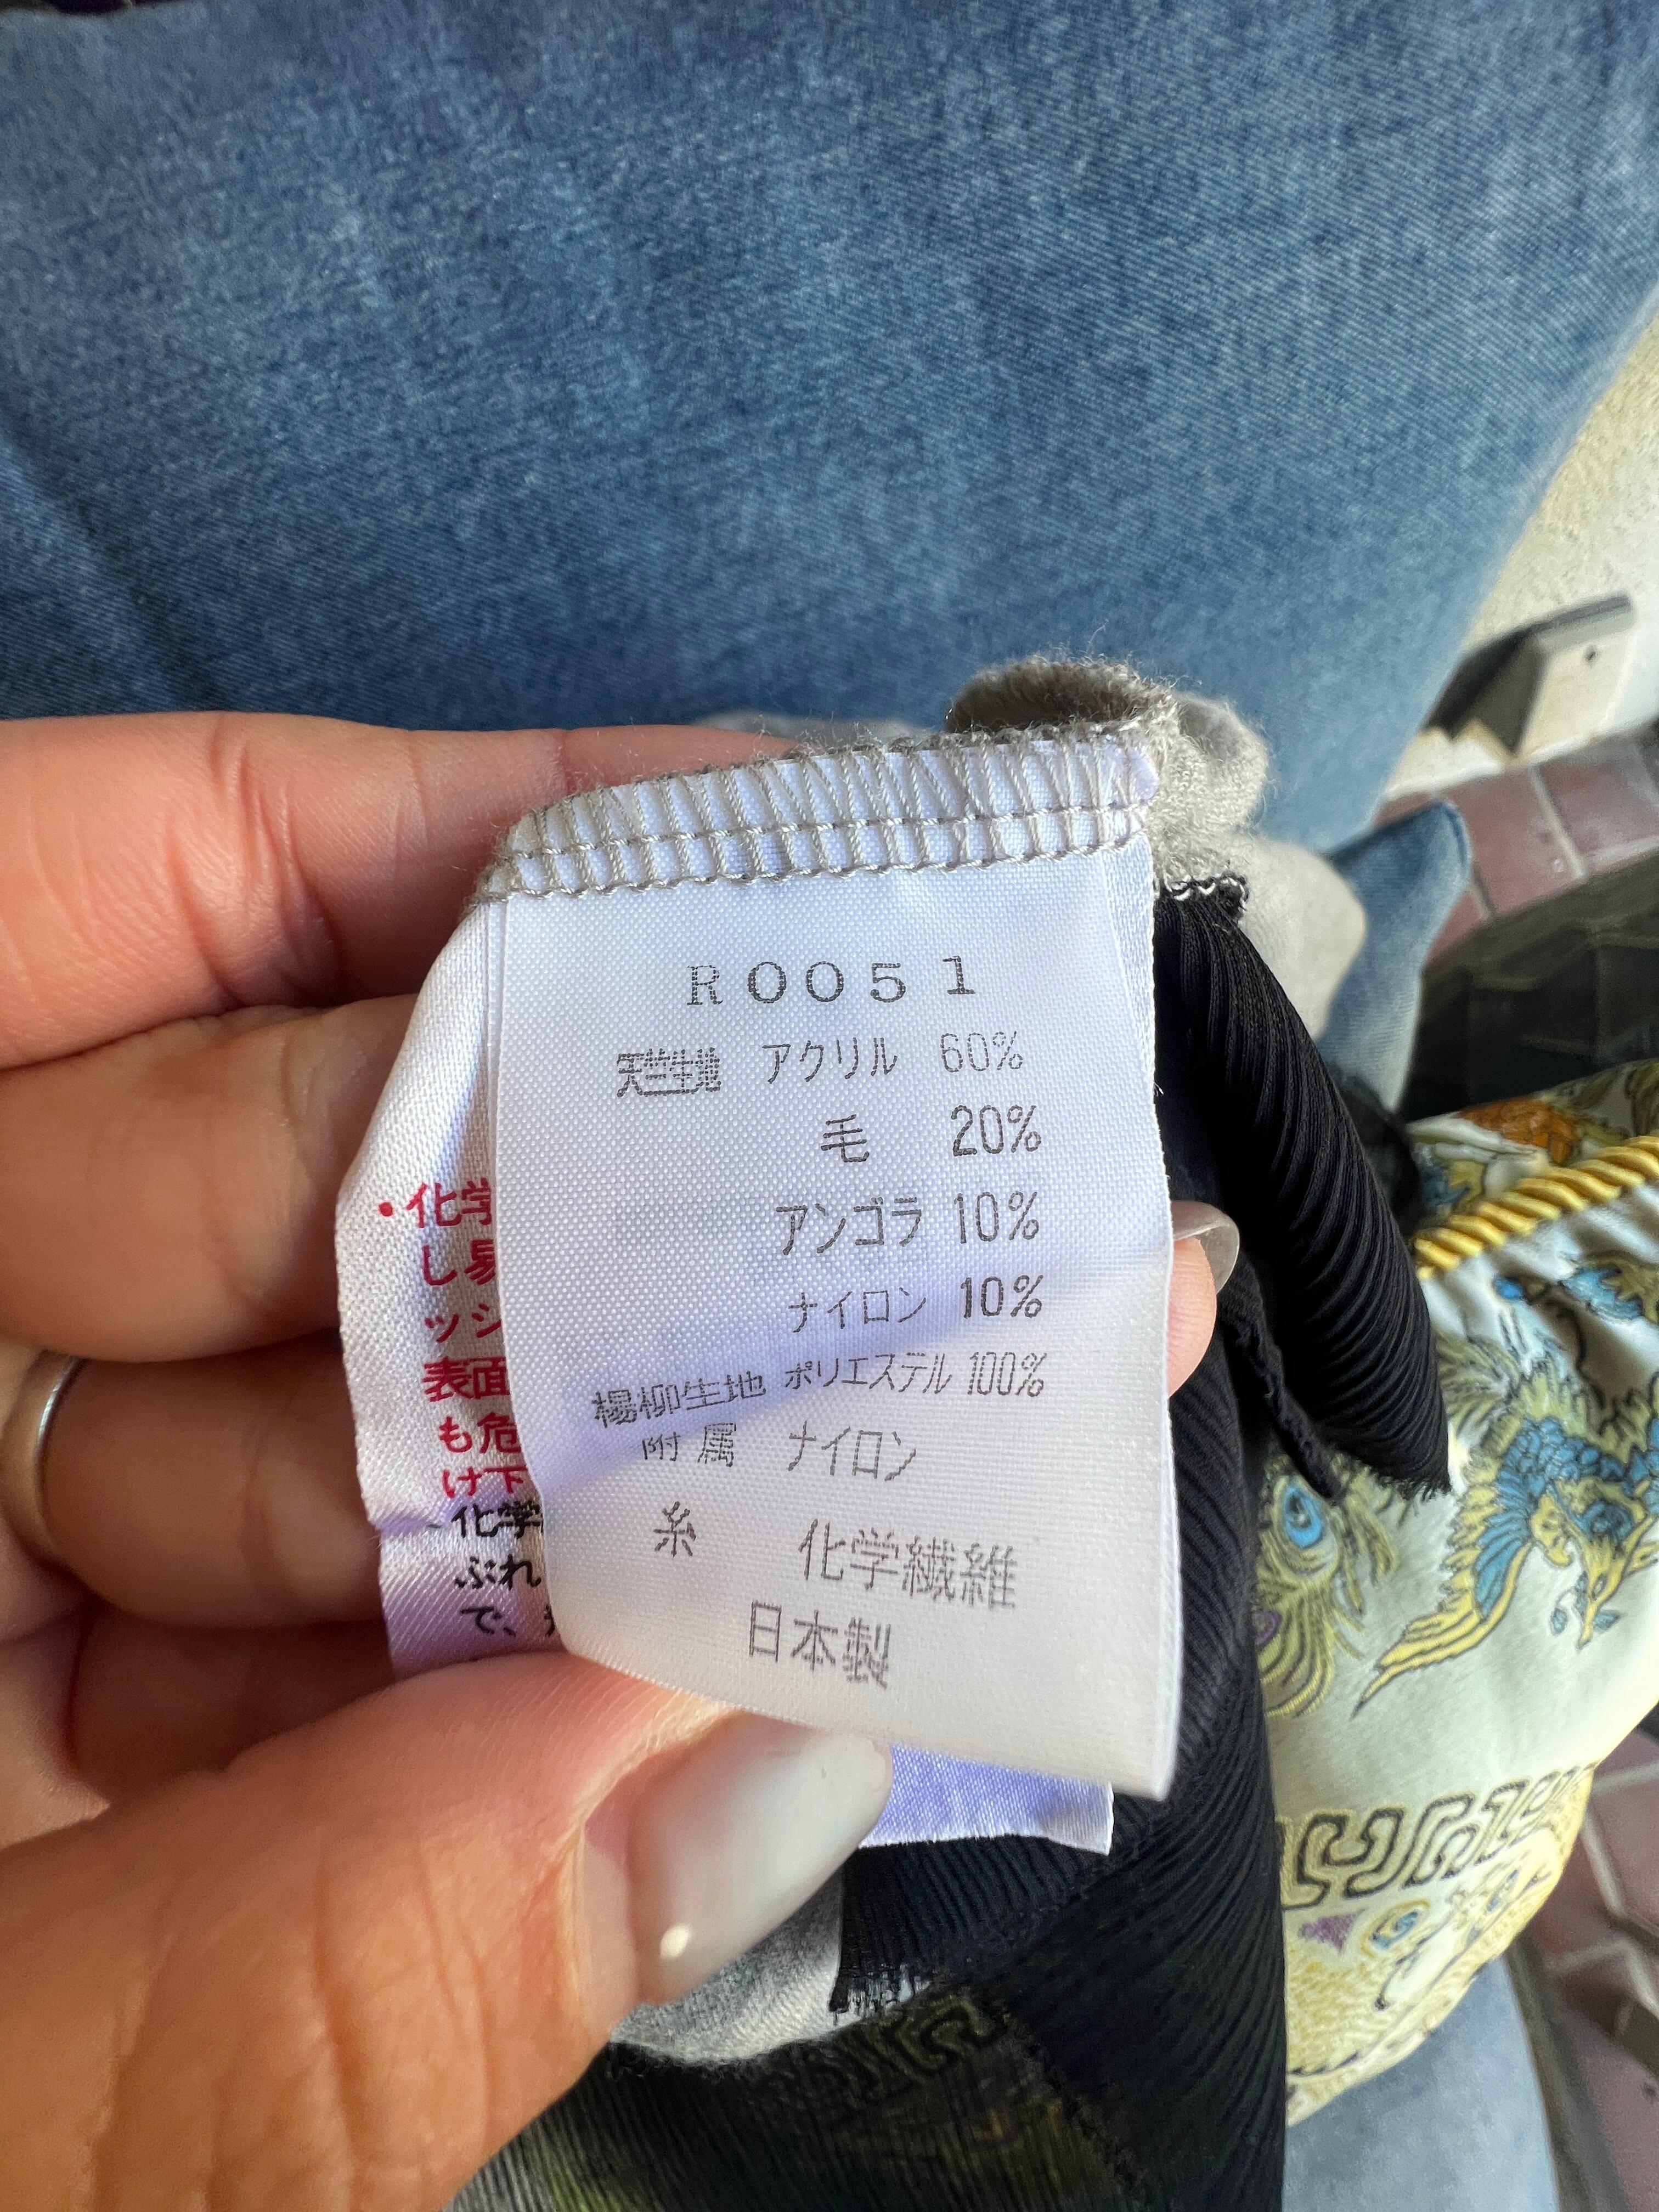 R0051
天竺生地 アクリル 60%
毛 20%
アンゴラ 10%
ナイロン 10%
楊柳生地 ポリエステル 100%
附属 ナイロン
糸 化学繊維
日本製
・化学
し易
ッシ
表面
も危
け下
化学
ぶれ
で、